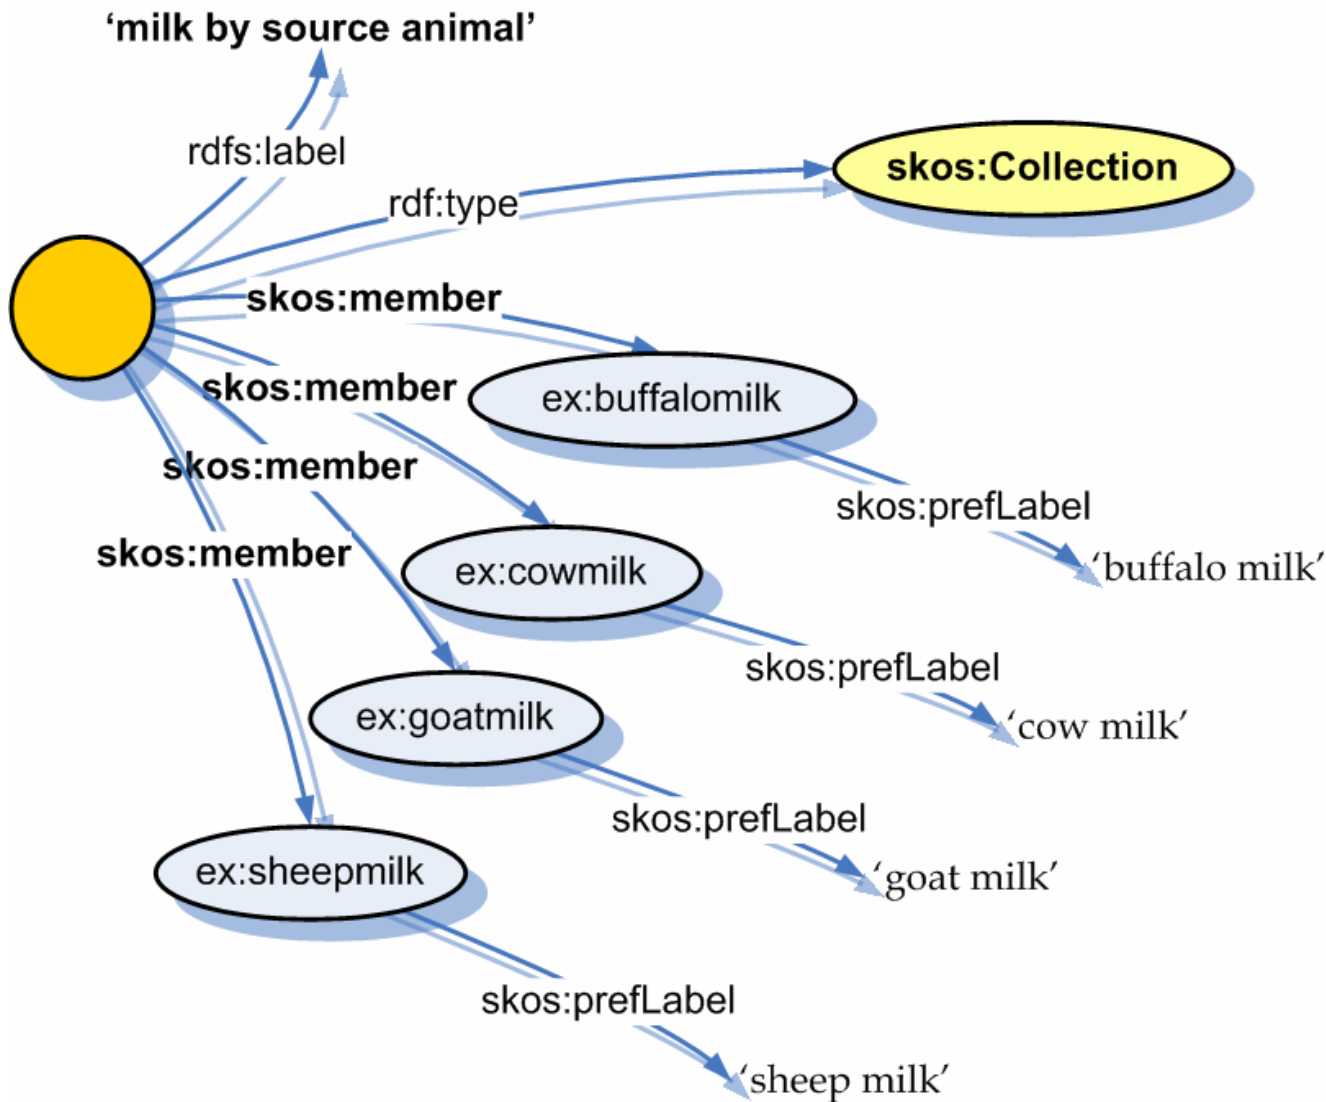 ‘milk by source animal’
rdfs:label
skos:Collection
rdf:type
skos:member
skos:member
ex:buffalomilk
skos:member
skos:prefLabel
skos:member
‘buffalo milk’
ex:cowmilk
skos:prefLabel
ex:goatmilk
‘cow milk’
skos:prefLabel
ex:sheepmilk
‘goat milk’
skos:prefLabel
‘sheep milk’